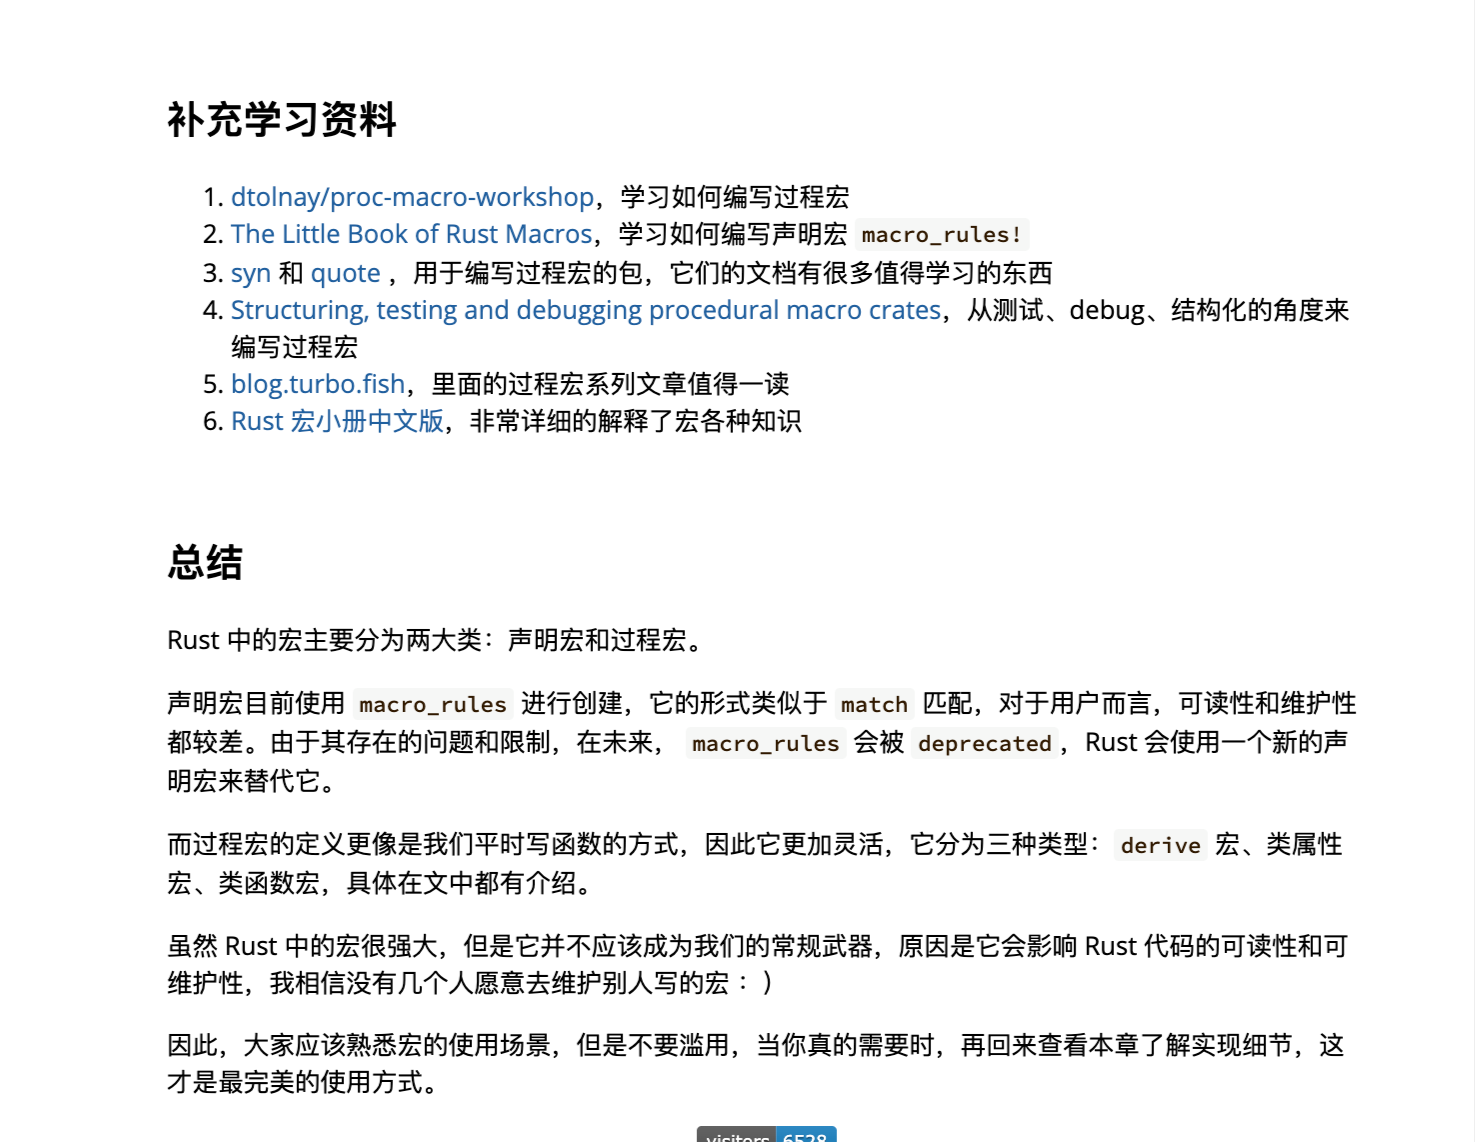 补充学习资料
1. dtolnay/proc-macro-workshop，学习如何编写过程宏
2. The Little Book of Rust Macros，学习如何编写声明宏 macro_rules!
3. syn 和 quote ，用于编写过程宏的包，它们的文档有很多值得学习的东西
4. Structuring, testing and debugging procedural macro crates，从测试、debug、结构化的角度来
编写过程宏
5. blog.turbo.fish，里面的过程宏系列文章值得一读
6. Rust 宏小册中文版，非常详细的解释了宏各种知识
总结
Rust 中的宏主要分为两大类：声明宏和过程宏。
声明宏目前使用 macro_rules 进行创建，它的形式类似于 match 匹配，对于用户而言，可读性和维护性
都较差。由于其存在的问题和限制，在未来， macro_rules 会被 deprecated，Rust 会使用一个新的声
明宏来替代它。
而过程宏的定义更像是我们平时写函数的方式，因此它更加灵活，它分为三种类型：derive 宏、类属性
宏、类函数宏，具体在文中都有介绍。
虽然 Rust 中的宏很强大，但是它并不应该成为我们的常规武器，原因是它会影响 Rust 代码的可读性和可
维护性，我相信没有几个人愿意去维护别人写的宏 ：）
因此，大家应该熟悉宏的使用场景，但是不要滥用，当你真的需要时，再回来查看本章了解实现细节，这
才是最完美的使用方式。
visitors 6528